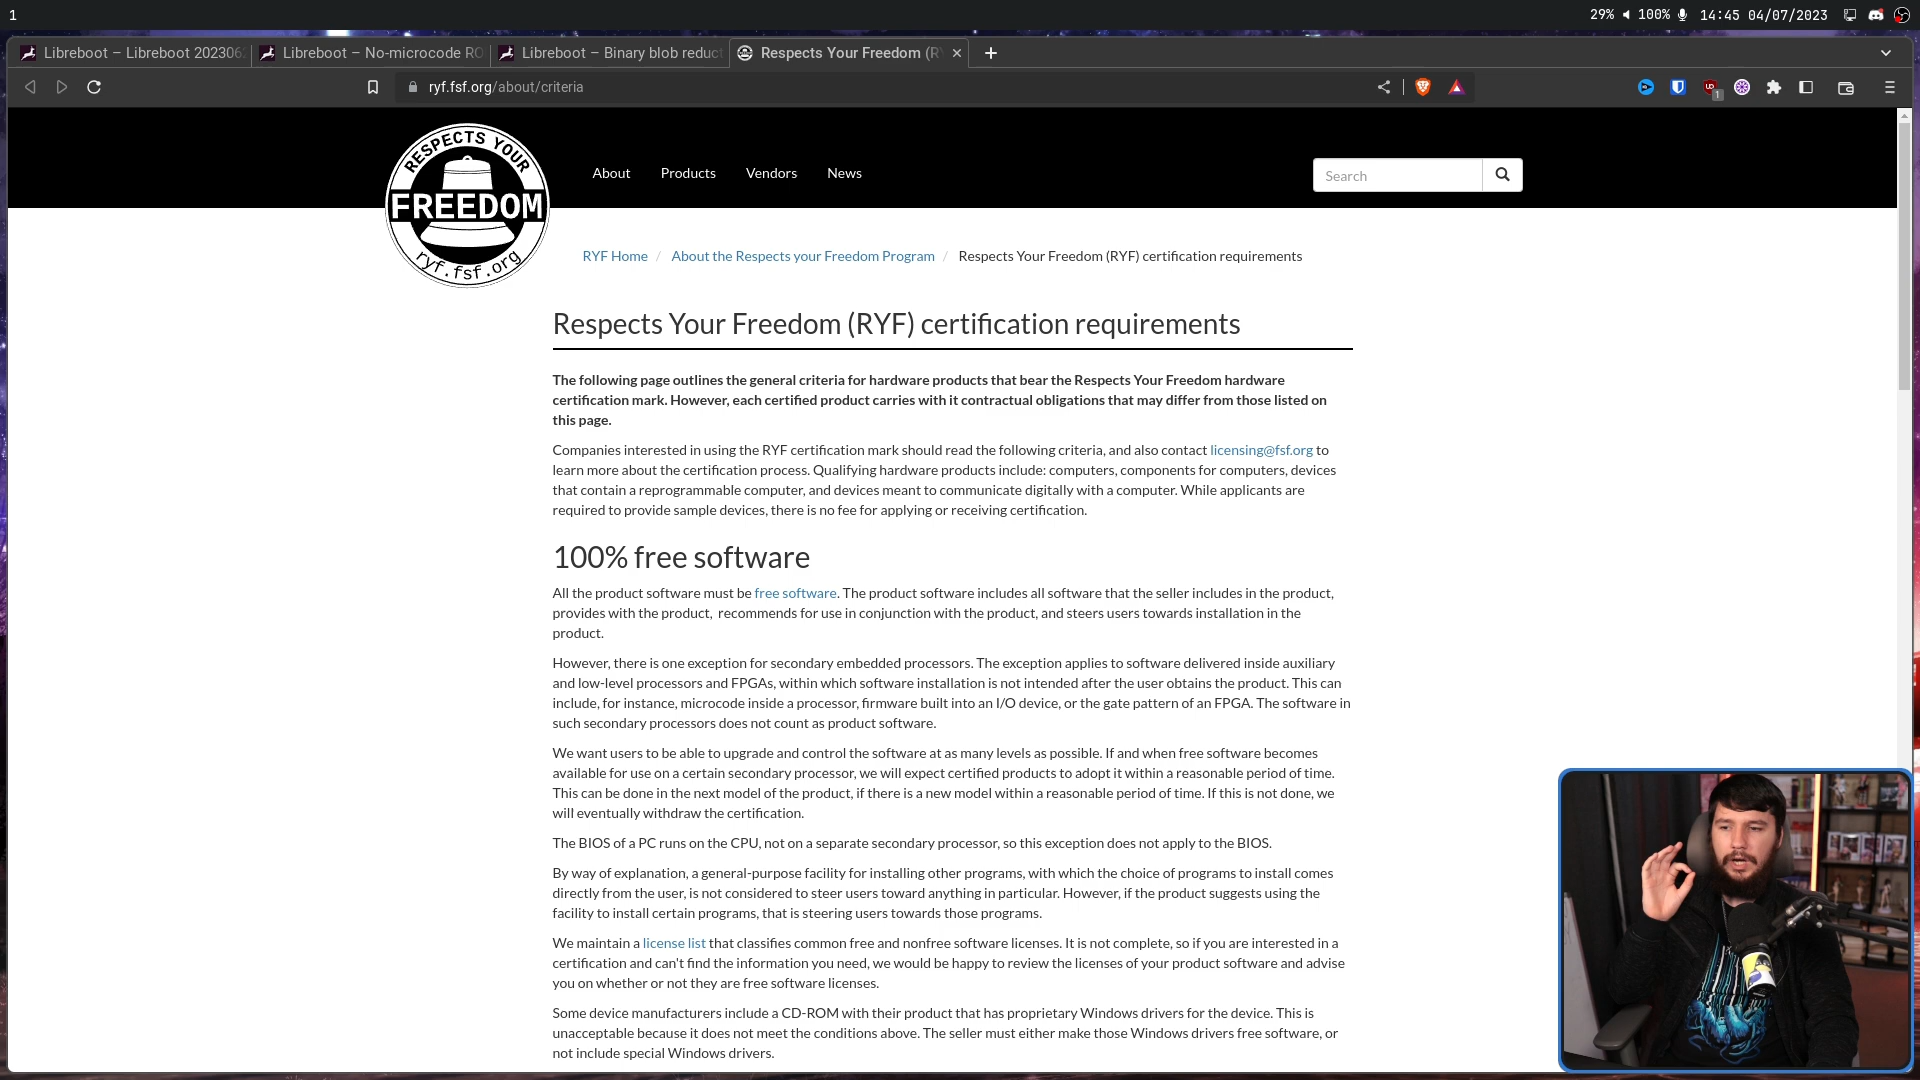 1
29% 100% 14:45 04/07/2023
Libreboot – Libreboot 202306
Libreboot – No-microcode RO
Libreboot – Binary blob reduct
Respects Your Freedom (R
ryf.fsf.org/about/criteria
1
RESPECTS YOUR
FREEDOM
ryf.fsf.org
About
Products
Vendors
News
Search
RYF Home / About the Respects your Freedom Program / Respects Your Freedom (RYF) certification requirements
Respects Your Freedom (RYF) certification requirements
The following page outlines the general criteria for hardware products that bear the Respects Your Freedom hardware
certification mark. However, each certified product carries with it contractual obligations that may differ from those listed on
this page.
Companies interested in using the RYF certification mark should read the following criteria, and also contact licensing@fsf.org to
learn more about the certification process. Qualifying hardware products include: computers, components for computers, devices
that contain a reprogrammable computer, and devices meant to communicate digitally with a computer. While applicants are
required to provide sample devices, there is no fee for applying or receiving certification.
100% free software
All the product software must be free software. The product software includes all software that the seller includes in the product,
provides with the product, recommends for use in conjunction with the product, and steers users towards installation in the
product.
However, there is one exception for secondary embedded processors. The exception applies to software delivered inside auxiliary
and low-level processors and FPGAs, within which software installation is not intended after the user obtains the product. This can
include, for instance, microcode inside a processor, firmware built into an I/O device, or the gate pattern of an FPGA. The software in
such secondary processors does not count as product software.
We want users to be able to upgrade and control the software at as many levels as possible. If and when free software becomes
available for use on a certain secondary processor, we will expect certified products to adopt it within a reasonable period of time.
This can be done in the next model of the product, if there is a new model within a reasonable period of time. If this is not done, we
will eventually withdraw the certification.
The BIOS of a PC runs on the CPU, not on a separate secondary processor, so this exception does not apply to the BIOS.
By way of explanation, a general-purpose facility for installing other programs, with which the choice of programs to install comes
directly from the user, is not considered to steer users toward anything in particular. However, if the product suggests using the
facility to install certain programs, that is steering users towards those programs.
We maintain a license list that classifies common free and nonfree software licenses. It is not complete, so if you are interested in a
certification and can't find the information you need, we would be happy to review the licenses of your product software and advise
you on whether or not they are free software licenses.
Some device manufacturers include a CD-ROM with their product that has proprietary Windows drivers for the device. This is
unacceptable because it does not meet the conditions above. The seller must either make those Windows drivers free software, or
not include special Windows drivers.